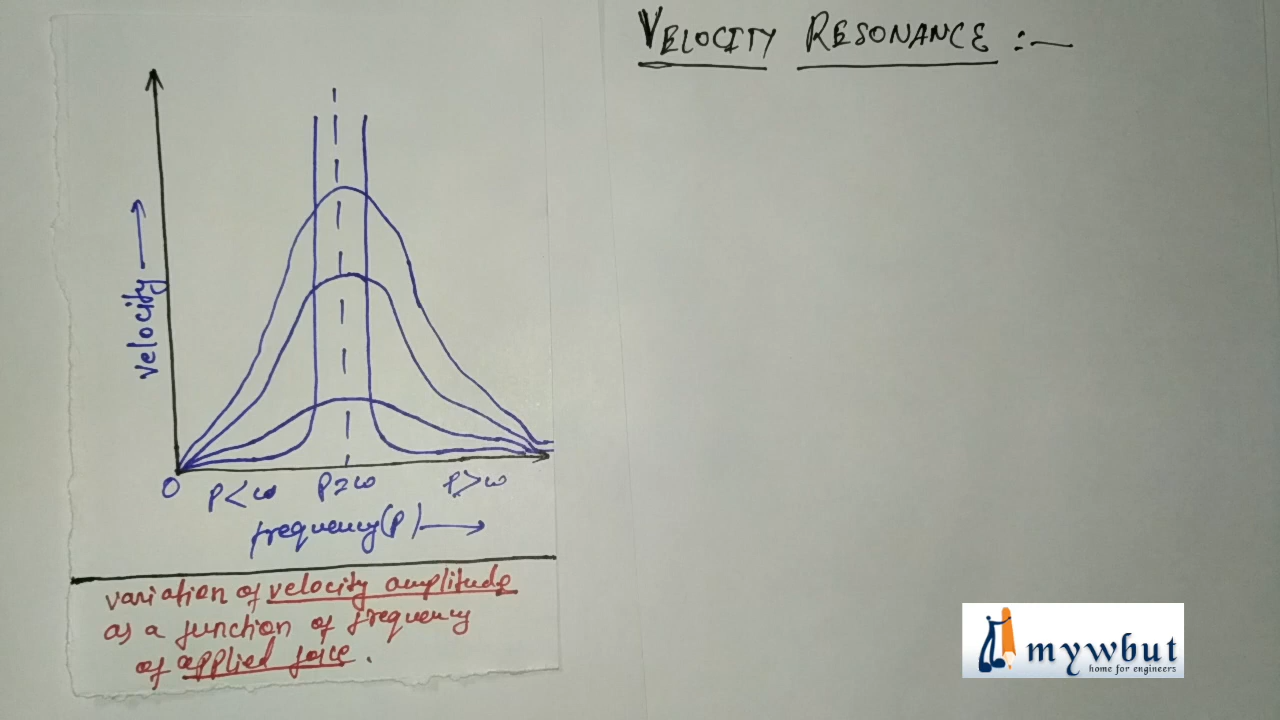 VELOCITY RESONANCE :—
velocity →
O
P<ω P=ω P>ω
frequency(P) →
variation of velocity amplitude
as a function of frequency
of applied force.
mywbut
home for engineers